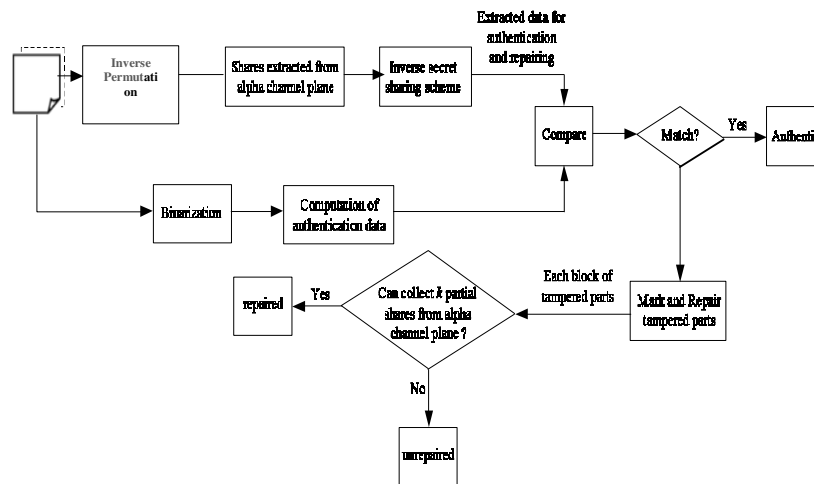 Extracted data for
authentication
and repairing
Inverse
Permutati
on
Shares extracted from
alpha channel plane
Inverse secret
sharing scheme
Compare
Match?
Yes
Authenti
Binarization
Computation of
authentication data
Each block of
tampered parts
Mark and Repair
tampered parts
Can collect k partial
shares from alpha
channel plane ?
Yes
repaired
No
unrepaired